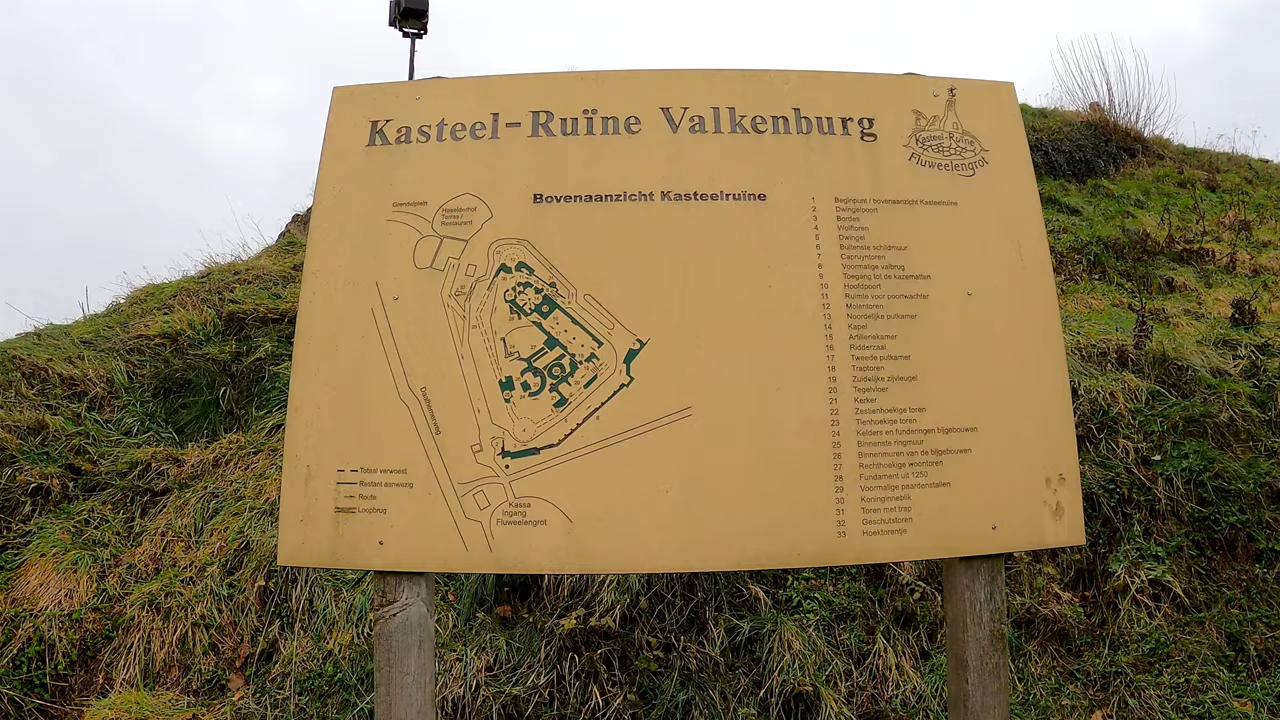 Kasteel-Ruïne Valkenburg
Kasteel-Ruïne
Fluweelengrot
Bovenaanzicht Kasteelruïne
Grendelplein
Haselderhof
Terras /
Restaurant
Daalhemerweg
Totaal verwoest
Restant aanwezig
Route
Loopbrug
Kassa
Ingang
Fluweelengrot
1 Beginpunt / bovenaanzicht Kasteelruïne
2 Dwingelpoort
3 Bordes
4 Wolftoren
5 Dwingel
6 Buitenste schildmuur
7 Capruytoren
8 Voormalige valbrug
9 Toegang tot de kazematten
10 Hoofdpoort
11 Ruimte voor poortwachter
12 Molentoren
13 Noordelijke putkamer
14 Kapel
15 Artilleriekamer
16 Ridderzaal
17 Tweede putkamer
18 Traptoren
19 Zuidelijke zijvleugel
20 Tegelvloer
21 Kerker
22 Zestienhoekige toren
23 Tienhoekige toren
24 Kelders en funderingen bijgebouwen
25 Binnenste ringmuur
26 Binnenmuren van de bijgebouwen
27 Rechthoekige woontoren
28 Fundament uit 1250
29 Voormalige paardenstallen
30 Koninginneblik
31 Toren met trap
32 Geschutstoren
33 Hoektorentje